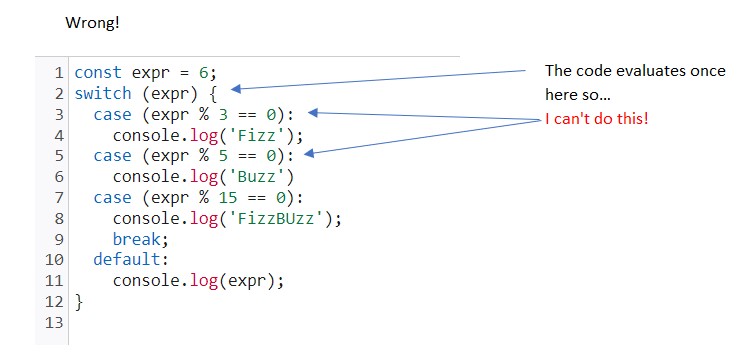 Wrong!
1 const expr = 6;
The code evaluates once
2 switch (expr) {
here so...
3 case (expr % 3 == 0):
I can't do this!
4 console.log('Fizz');
5 case (expr % 5 == 0):
6 console.log('Buzz')
7 case (expr % 15 == 0):
8 console.log('FizzBUzz');
9 break;
10 default:
11 console.log(expr);
12 }
13